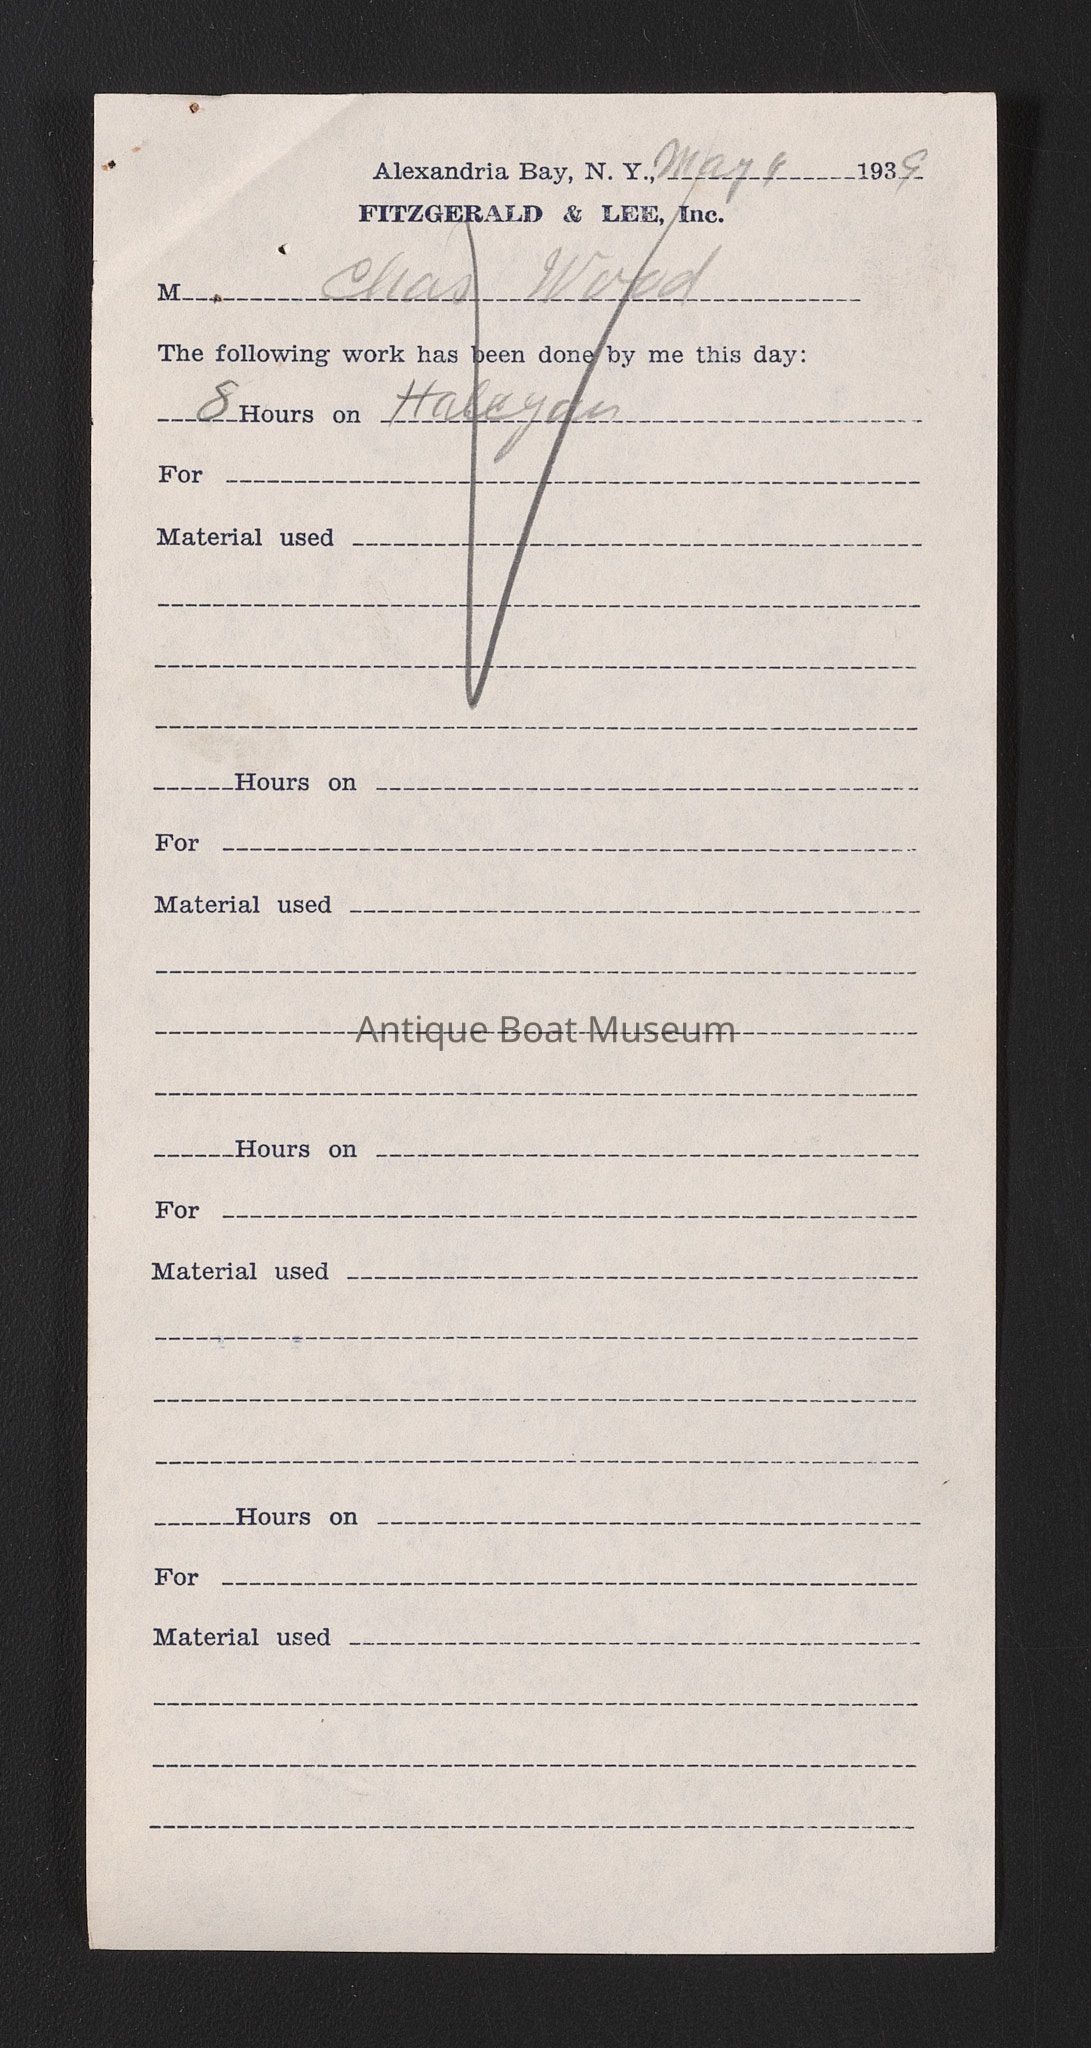 Alexandria Bay, N. Y., May 1939
FITZGERALD & LEE, Inc.
M Chas Wood
The following work has been done by me this day:
8 Hours on Halcyon
For
Material used
Hours on
For
Material used
Antique Boat Museum
Hours on
For
Material used
Hours on
For
Material used